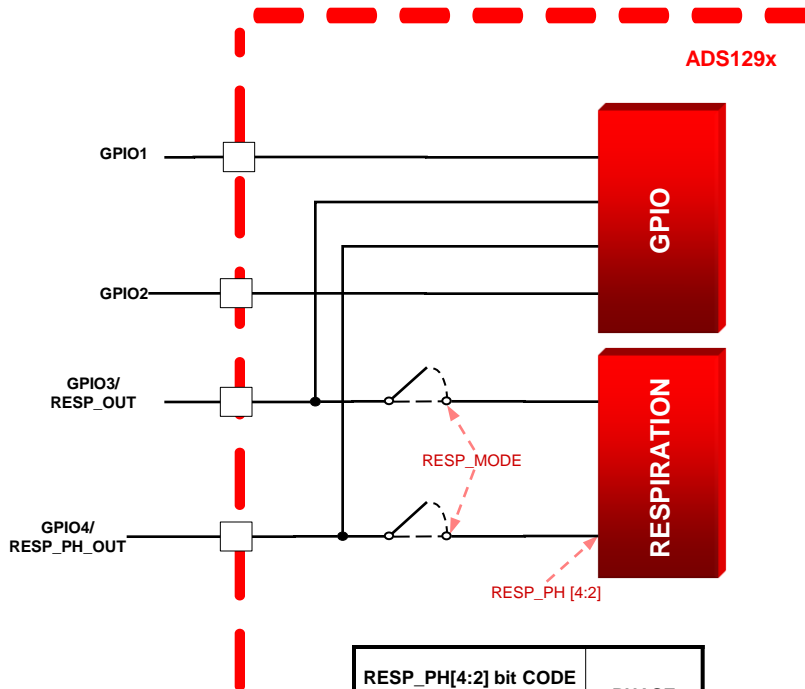 ADS129x
GPIO1
GPIO
GPIO2
GPIO3/
RESP_OUT
RESP_MODE
RESPIRATION
GPIO4/
RESP_PH_OUT
RESP_PH [4:2]
RESP_PH[4:2] bit CODE